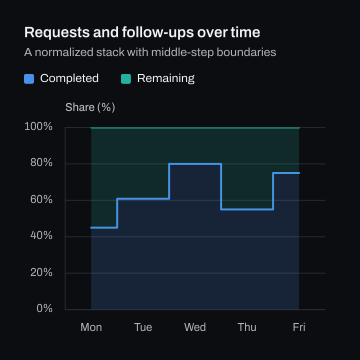 Requests and follow-ups over time
A normalized stack with middle-step boundaries
Completed Remaining
Share (%)
100%
80%
60%
40%
20%
0%
Mon Tue Wed Thu Fri